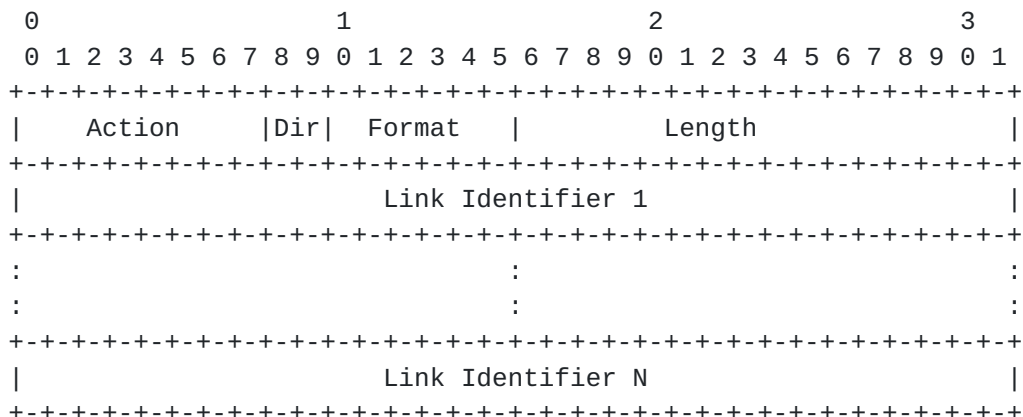 0                   1                   2                   3
 0 1 2 3 4 5 6 7 8 9 0 1 2 3 4 5 6 7 8 9 0 1 2 3 4 5 6 7 8 9 0 1
+-+-+-+-+-+-+-+-+-+-+-+-+-+-+-+-+-+-+-+-+-+-+-+-+-+-+-+-+-+-+-+-+
|    Action     |Dir|  Format   |         Length                |
+-+-+-+-+-+-+-+-+-+-+-+-+-+-+-+-+-+-+-+-+-+-+-+-+-+-+-+-+-+-+-+-+
|                       Link Identifier 1                       |
+-+-+-+-+-+-+-+-+-+-+-+-+-+-+-+-+-+-+-+-+-+-+-+-+-+-+-+-+-+-+-+-+
:                               :                               :
:                               :                               :
+-+-+-+-+-+-+-+-+-+-+-+-+-+-+-+-+-+-+-+-+-+-+-+-+-+-+-+-+-+-+-+-+
|                       Link Identifier N                       |
+-+-+-+-+-+-+-+-+-+-+-+-+-+-+-+-+-+-+-+-+-+-+-+-+-+-+-+-+-+-+-+-+